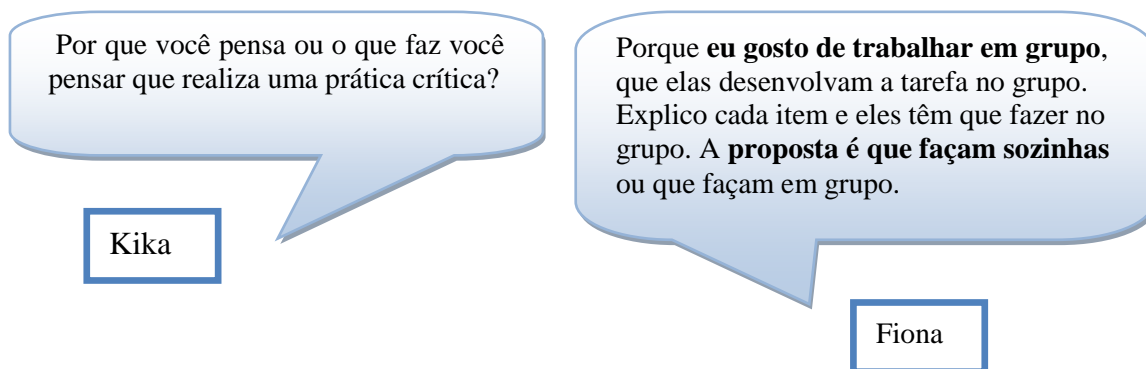 Por que você pensa ou o que faz você
pensar que realiza uma prática crítica?
Kika
Porque eu gosto de trabalhar em grupo,
que elas desenvolvam a tarefa no grupo.
Explico cada item e eles têm que fazer no
grupo. A proposta é que façam sozinhas
ou que façam em grupo.
Fiona